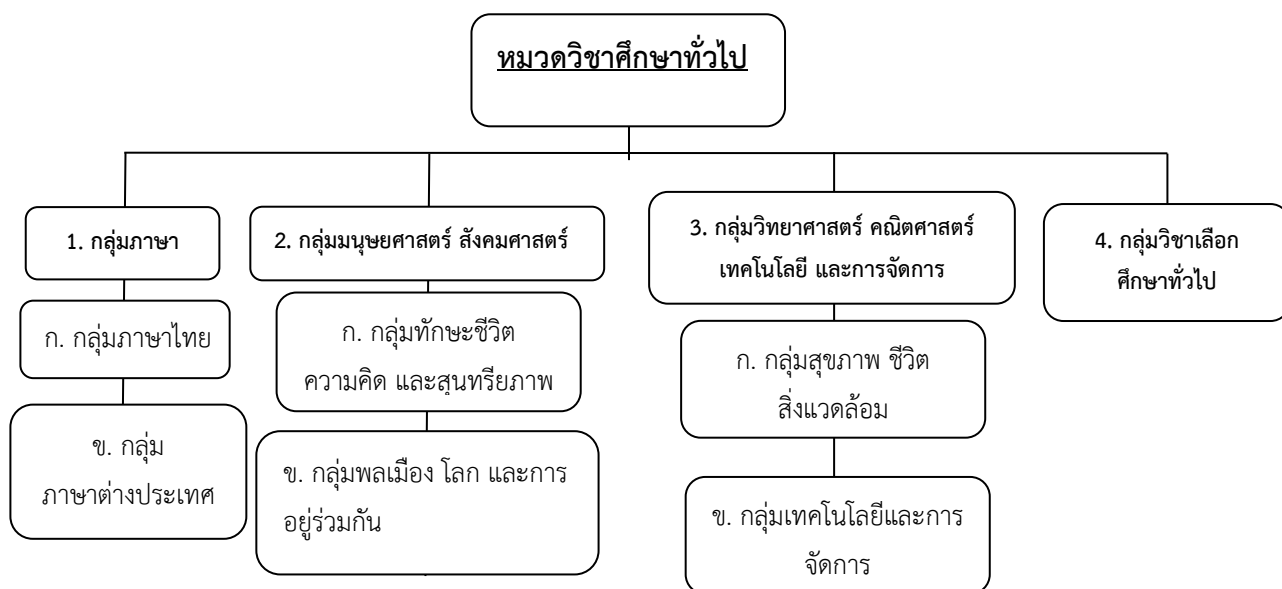 หมวดวิชาศึกษาทั่วไป
1. กลุ่มภาษา
ก. กลุ่มภาษาไทย
ข. กลุ่ม
ภาษาต่างประเทศ
2. กลุ่มมนุษยศาสตร์ สังคมศาสตร์
ก. กลุ่มทักษะชีวิต
ความคิด และสุนทรียภาพ
ข. กลุ่มพลเมือง โลก และการ
อยู่ร่วมกัน
3. กลุ่มวิทยาศาสตร์ คณิตศาสตร์
เทคโนโลยี และการจัดการ
ก. กลุ่มสุขภาพ ชีวิต
สิ่งแวดล้อม
ข. กลุ่มเทคโนโลยีและการ
จัดการ
4. กลุ่มวิชาเลือก
ศึกษาทั่วไป